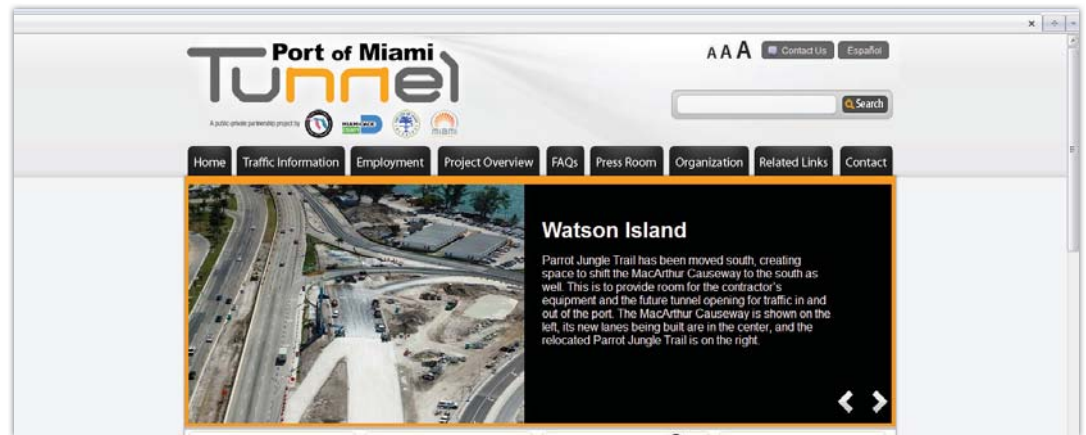 Port of Miami
Tunnel
A A A Contact Us Español
A public-private partnership project by
miami
Search
Home Traffic Information Employment Project Overview FAQs Press Room Organization Related Links Contact
Watson Island
Parrot Jungle Trail has been moved south, creating
space to shift the MacArthur Causeway to the south as
well. This is to provide room for the contractor's
equipment and the future tunnel opening for traffic in and
out of the port. The MacArthur Causeway is shown on the
left, its new lanes being built are in the center, and the
relocated Parrot Jungle Trail is on the right.